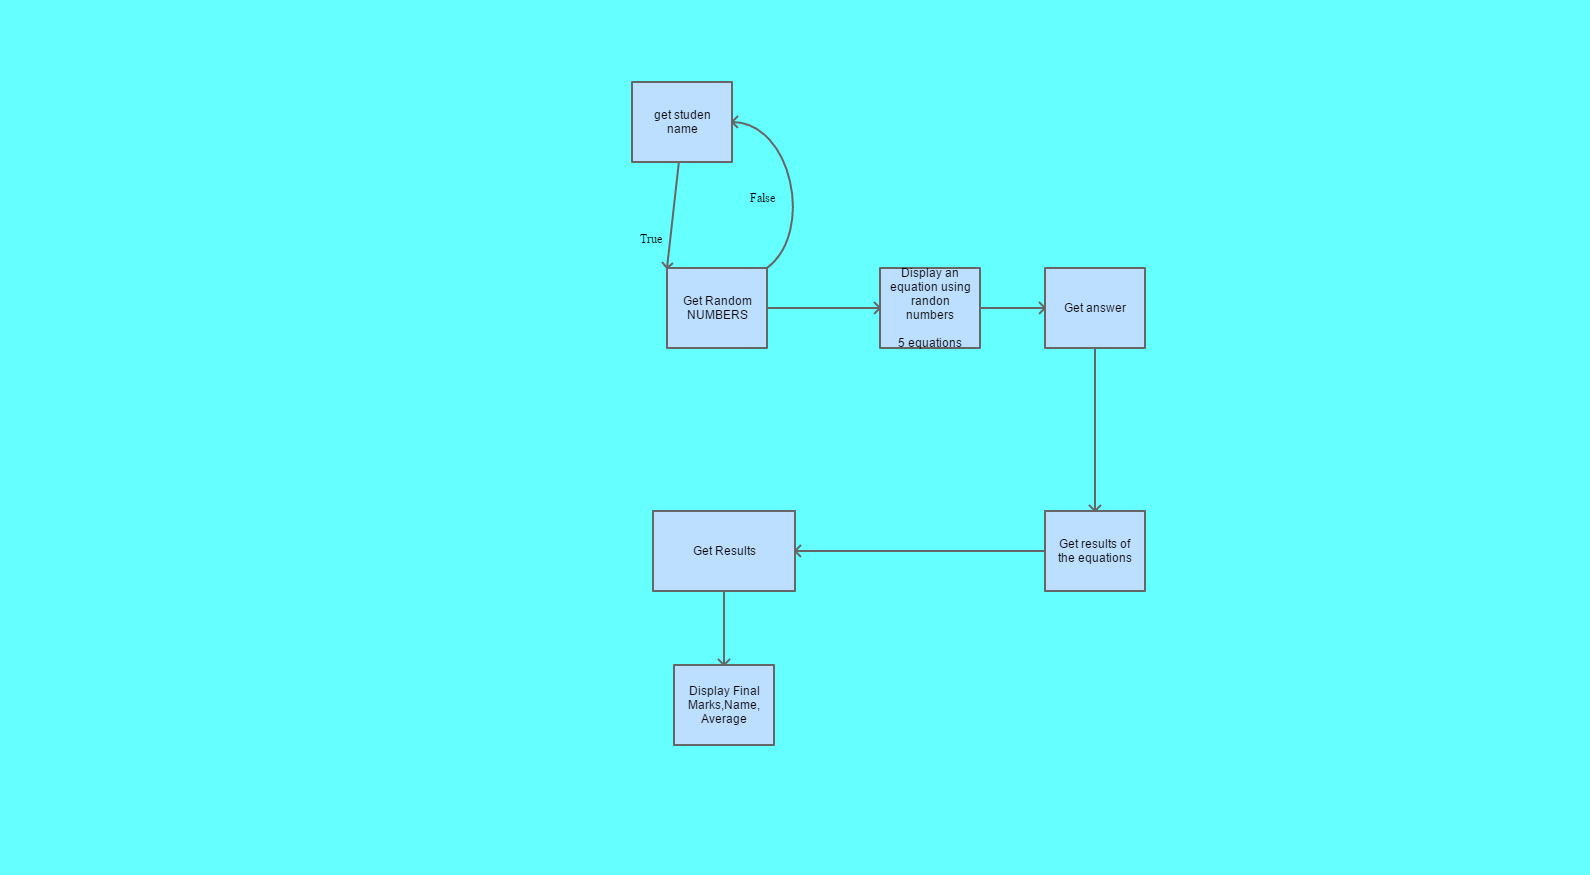 get studen
name
False
True
Get Random
NUMBERS
Display an
equation using
randon
numbers
5 equations
Get answer
Get results of
the equations
Get Results
Display Final
Marks,Name,
Average